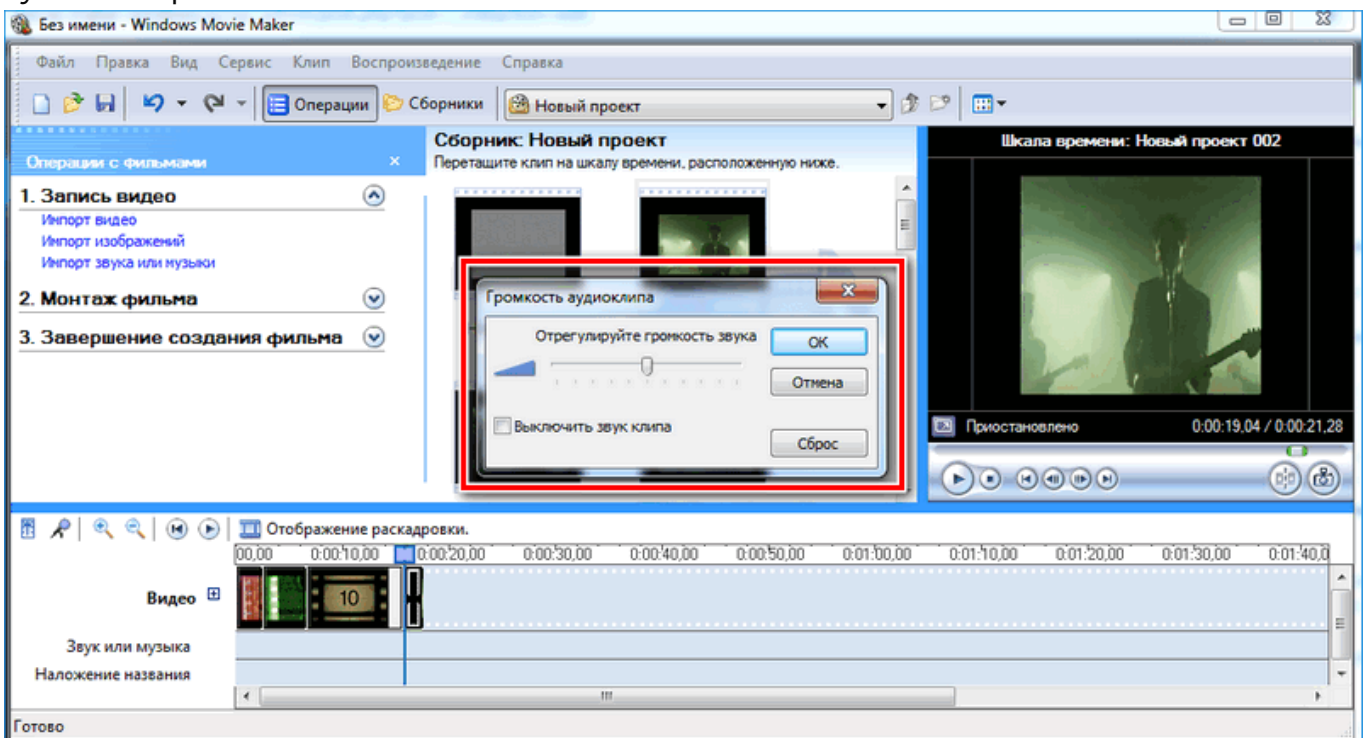 Без имени - Windows Movie Maker
Файл Правка Вид Сервис Клип Воспроизведение Справка
Операции Сборники Новый проект
Операции с фильмами
1. Запись видео
Импорт видео
Импорт изображений
Импорт звука или музыки
2. Монтаж фильма
3. Завершение создания фильма
Сборник: Новый проект
Перетащите клип на шкалу времени, расположенную ниже.
Громкость аудиоклипа
Отрегулируйте громкость звука
OK
Отмена
Выключить звук клипа
Сброс
Шкала времени: Новый проект 002
Приостановлено 0:00:19,04 / 0:00:21,28
Отображение раскадровки.
00,00 0:00:10,00 0:00:20,00 0:00:30,00 0:00:40,00 0:00:50,00 0:01:00,00 0:01:10,00 0:01:20,00 0:01:30,00 0:01:40,0
Видео
10
Звук или музыка
Наложение названия
Готово